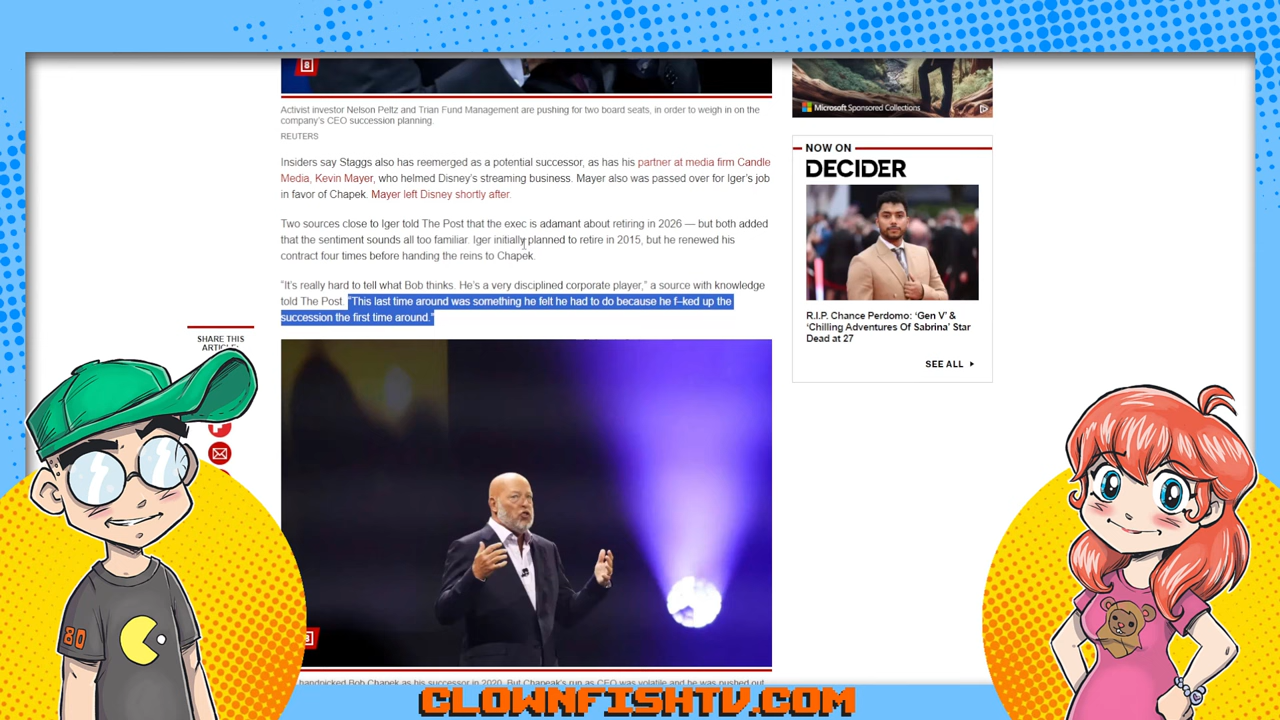 8
Activist investor Nelson Peltz and Trian Fund Management are pushing for two board seats, in order to weigh in on the
company's CEO succession planning.
REUTERS
Insiders say Staggs also has reemerged as a potential successor, as has his partner at media firm Candle
Media, Kevin Mayer, who helmed Disney's streaming business. Mayer also was passed over for Iger's job
in favor of Chapek. Mayer left Disney shortly after.
Two sources close to Iger told The Post that the exec is adamant about retiring in 2026 — but both added
that the sentiment sounds all too familiar. Iger initially planned to retire in 2015, but he renewed his
contract four times before handing the reins to Chapek.
"It's really hard to tell what Bob thinks. He's a very disciplined corporate player," a source with knowledge
told The Post. "This last time around was something he felt he had to do because he f–ked up the
succession the first time around."
SHARE THIS
ARTICLE:
Microsoft Sponsored Collections
NOW ON
DECIDER
R.I.P. Chance Perdomo: 'Gen V' &
'Chilling Adventures Of Sabrina' Star
Dead at 27
SEE ALL
handpicked Bob Chapek as his successor in 2020. But Chapek's run as CEO was volatile and he was pushed out
80
CLOWNFISHTV.COM